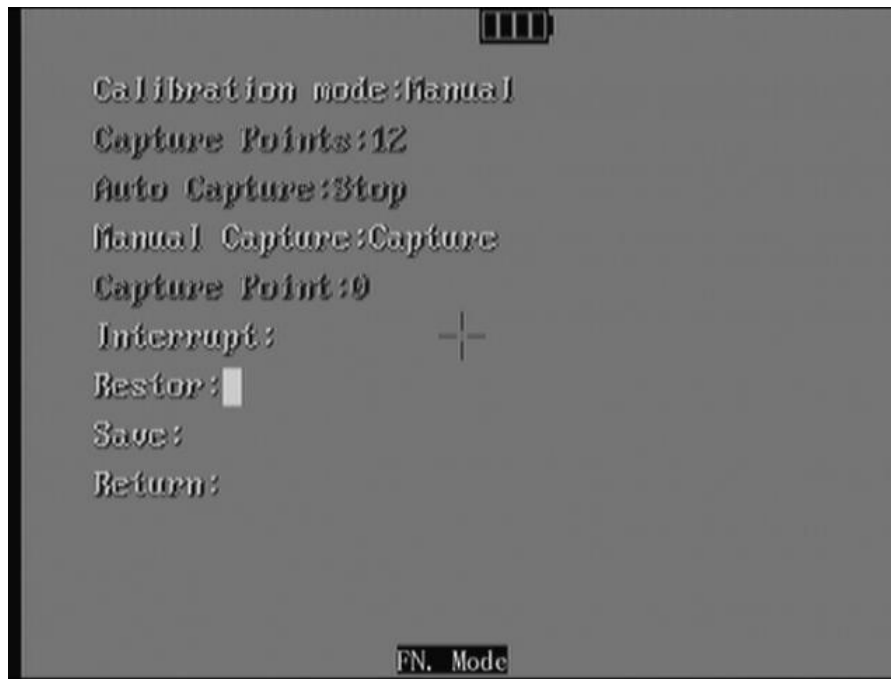 Calibration mode:Manual
Capture Points:12
Auto Capture:Stop
Manual Capture:Capture
Capture Point:0
Interrupt:
Restor:
Save:
Return:
FN. Mode